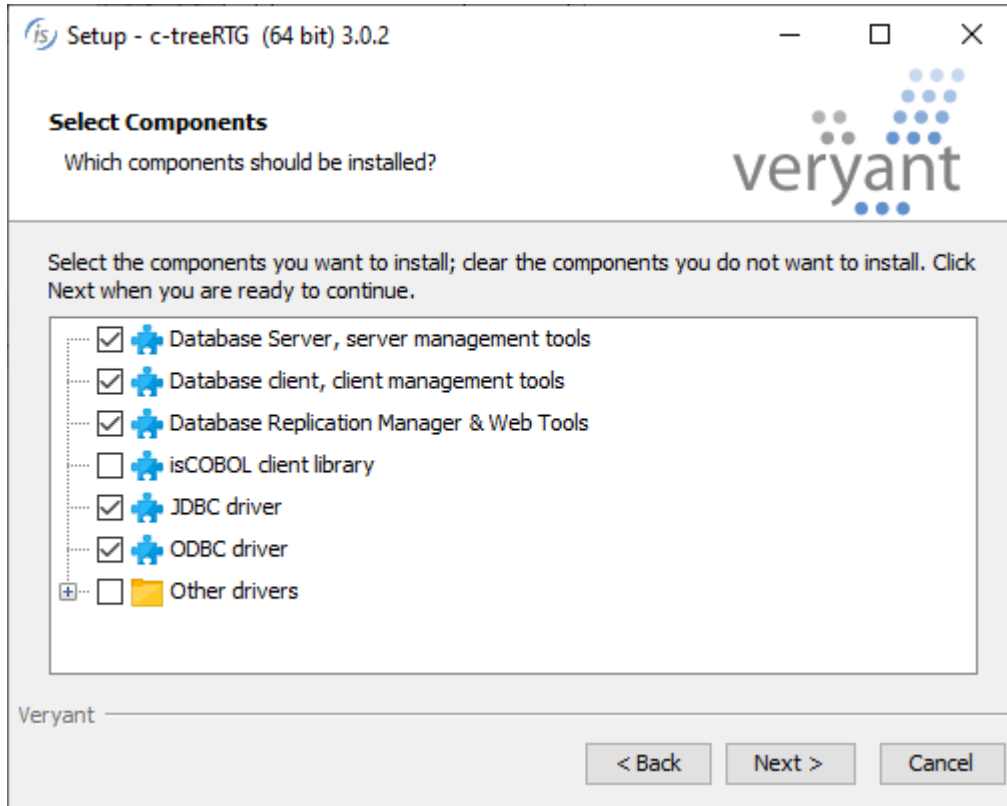 is
Setup - c-treeRTG (64 bit) 3.0.2
Select Components
Which components should be installed?
veryant
Select the components you want to install; clear the components you do not want to install. Click
Next when you are ready to continue.
Database Server, server management tools
Database client, client management tools
Database Replication Manager & Web Tools
isCOBOL client library
JDBC driver
ODBC driver
Other drivers
Veryant
< Back Next > Cancel